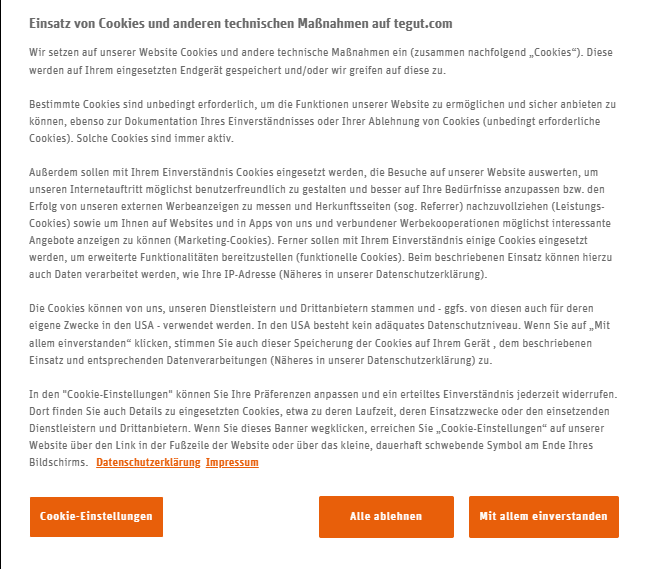 Einsatz von Cookies und anderen technischen Maßnahmen auf tegut.com
Wir setzen auf unserer Website Cookies und andere technische Maßnahmen ein (zusammen nachfolgend „Cookies“). Diese
werden auf Ihrem eingesetzten Endgerät gespeichert und/oder wir greifen auf diese zu.
Bestimmte Cookies sind unbedingt erforderlich, um die Funktionen unserer Website zu ermöglichen und sicher anbieten zu
können, ebenso zur Dokumentation Ihres Einverständnisses oder Ihrer Ablehnung von Cookies (unbedingt erforderliche
Cookies). Solche Cookies sind immer aktiv.
Außerdem sollen mit Ihrem Einverständnis Cookies eingesetzt werden, die Besuche auf unserer Website auswerten, um
unseren Internetauftritt möglichst benutzerfreundlich zu gestalten und besser auf Ihre Bedürfnisse anzupassen bzw. den
Erfolg von unseren externen Werbeanzeigen zu messen und Herkunftsseiten (sog. Referrer) nachzuvollziehen (Leistungs-
Cookies) sowie um Ihnen auf Websites und in Apps von uns und verbundener Werbekooperationen möglichst interessante
Angebote anzeigen zu können (Marketing-Cookies). Ferner sollen mit Ihrem Einverständnis einige Cookies eingesetzt
werden, um erweiterte Funktionalitäten bereitzustellen (funktionelle Cookies). Beim beschriebenen Einsatz können hierzu
auch Daten verarbeitet werden, wie Ihre IP-Adresse (Näheres in unserer Datenschutzerklärung).
Die Cookies können von uns, unseren Dienstleistern und Drittanbietern stammen und - ggfs. von diesen auch für deren
eigene Zwecke in den USA - verwendet werden. In den USA besteht kein adäquates Datenschutzniveau. Wenn Sie auf „Mit
allem einverstanden“ klicken, stimmen Sie auch dieser Speicherung der Cookies auf Ihrem Gerät , dem beschriebenen
Einsatz und entsprechenden Datenverarbeitungen (Näheres in unserer Datenschutzerklärung) zu.
In den "Cookie-Einstellungen" können Sie Ihre Präferenzen anpassen und ein erteiltes Einverständnis jederzeit widerrufen.
Dort finden Sie auch Details zu eingesetzten Cookies, etwa zu deren Laufzeit, deren Einsatzzwecke oder den einsetzenden
Dienstleistern und Drittanbietern. Wenn Sie dieses Banner wegklicken, erreichen Sie „Cookie-Einstellungen“ auf unserer
Website über den Link in der Fußzeile der Website oder über das kleine, dauerhaft schwebende Symbol am Ende Ihres
Bildschirms. Datenschutzerklärung Impressum
Cookie-Einstellungen Alle ablehnen Mit allem einverstanden